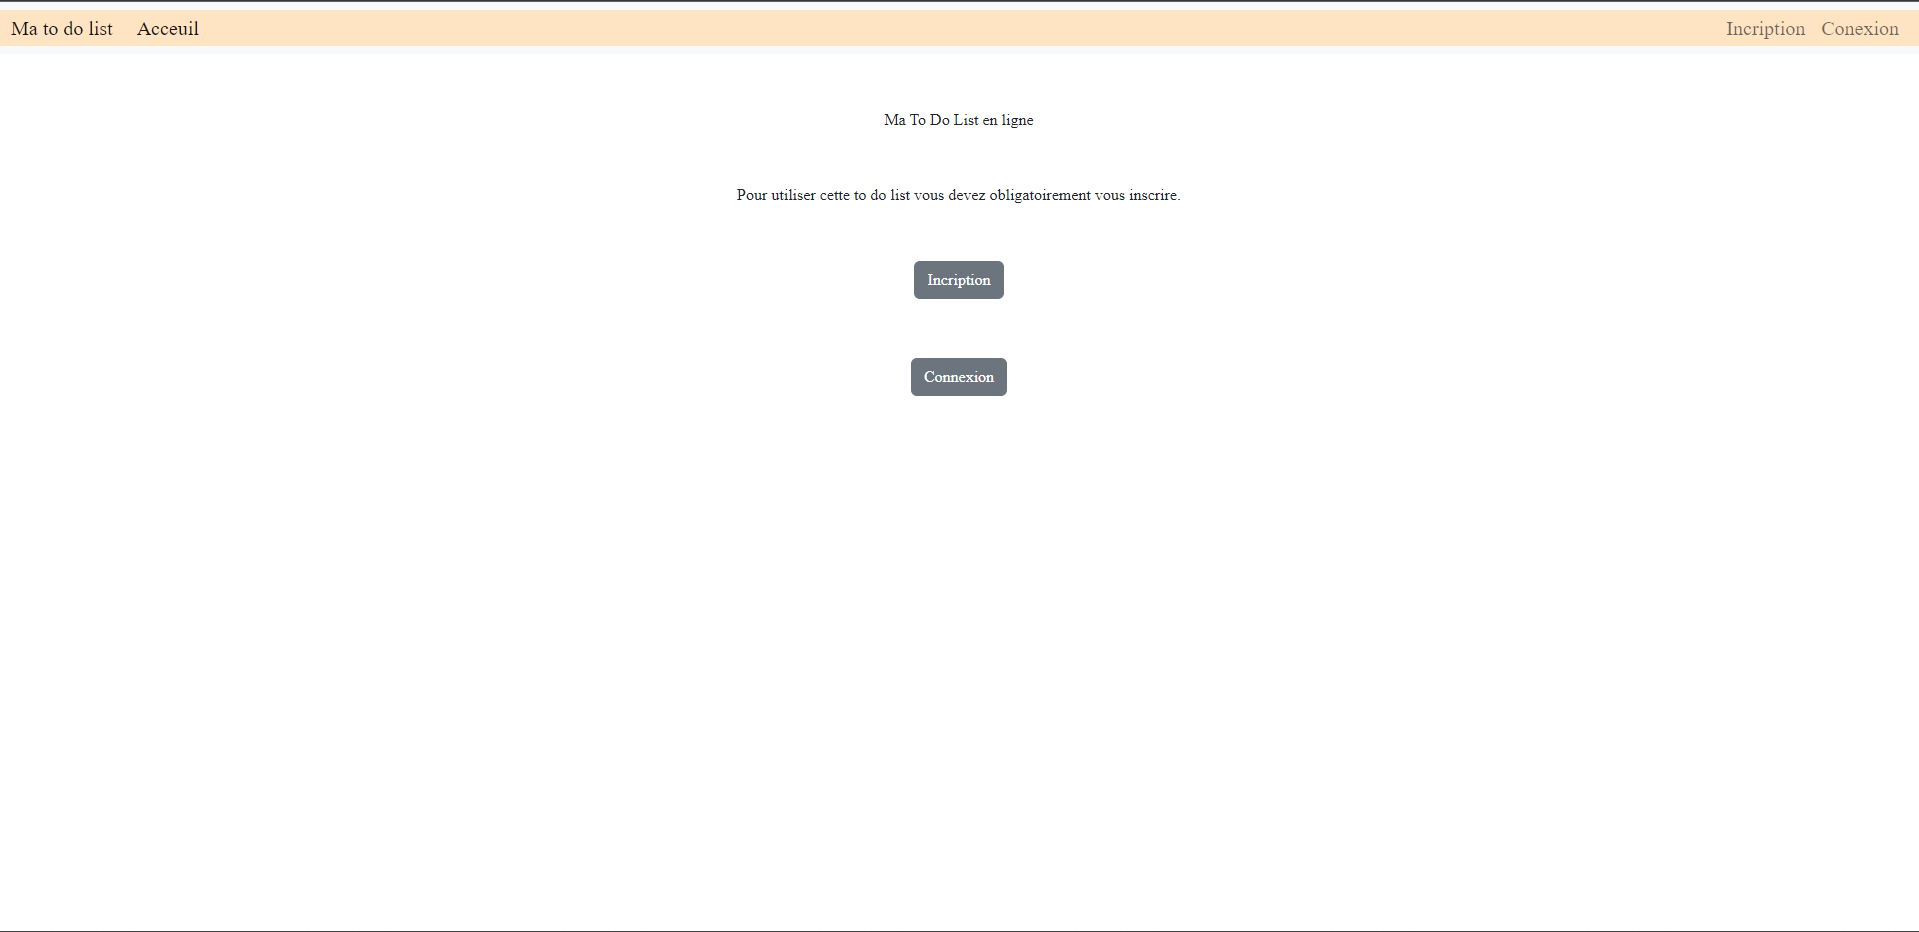 Ma to do list Acceuil Incription Conexion
Ma To Do List en ligne
Pour utiliser cette to do list vous devez obligatoirement vous inscrire.
Incription
Connexion